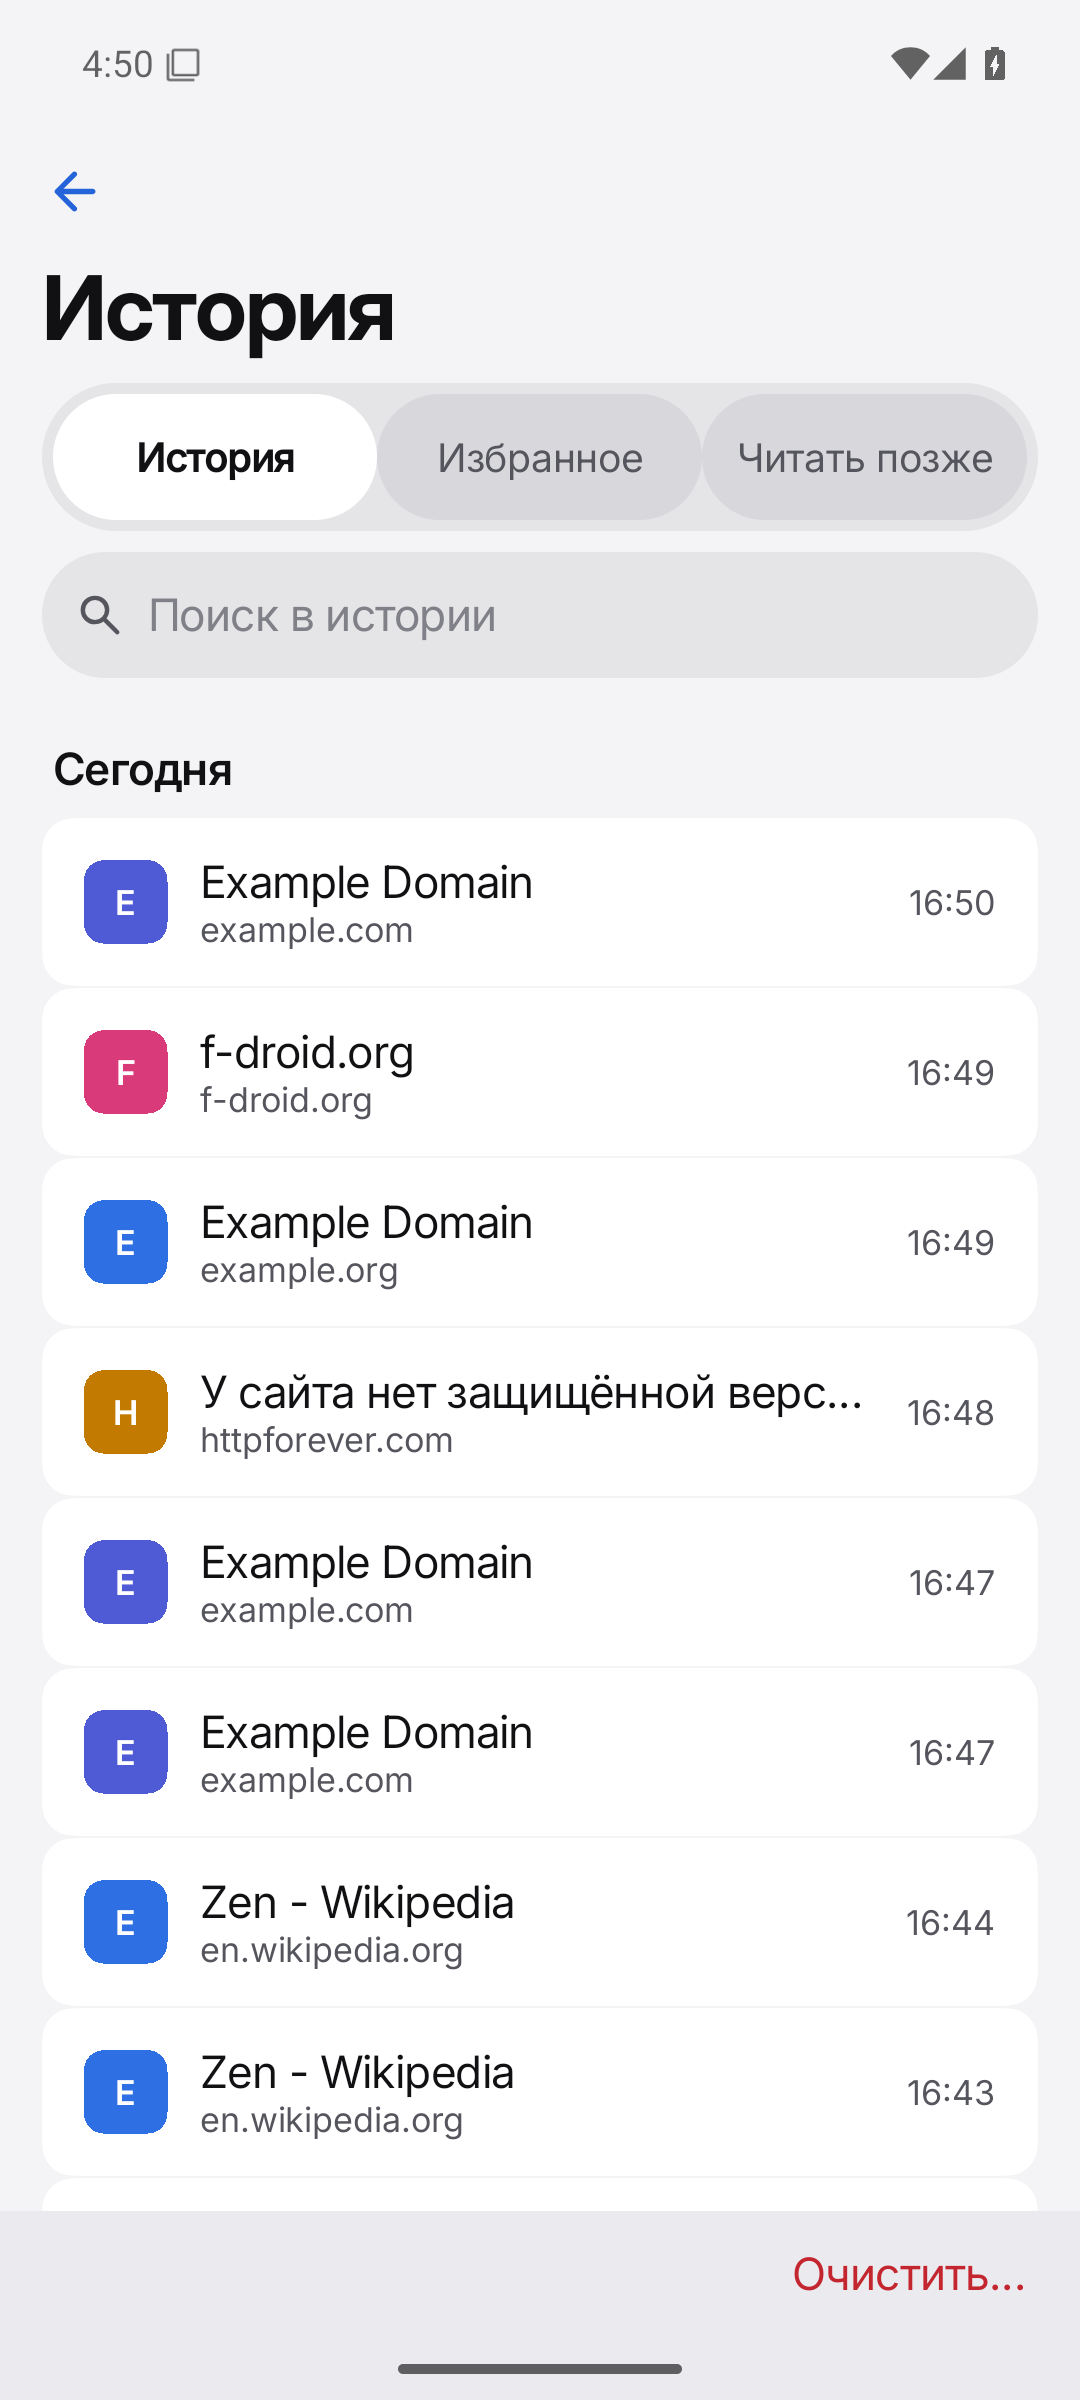 4:50
История
История Избранное Читать позже
Поиск в истории
Сегодня
E Example Domain 16:50
example.com
F f-droid.org 16:49
f-droid.org
E Example Domain 16:49
example.org
H У сайта нет защищённой верс... 16:48
httpforever.com
E Example Domain 16:47
example.com
E Example Domain 16:47
example.com
E Zen - Wikipedia 16:44
en.wikipedia.org
E Zen - Wikipedia 16:43
en.wikipedia.org
Очистить...